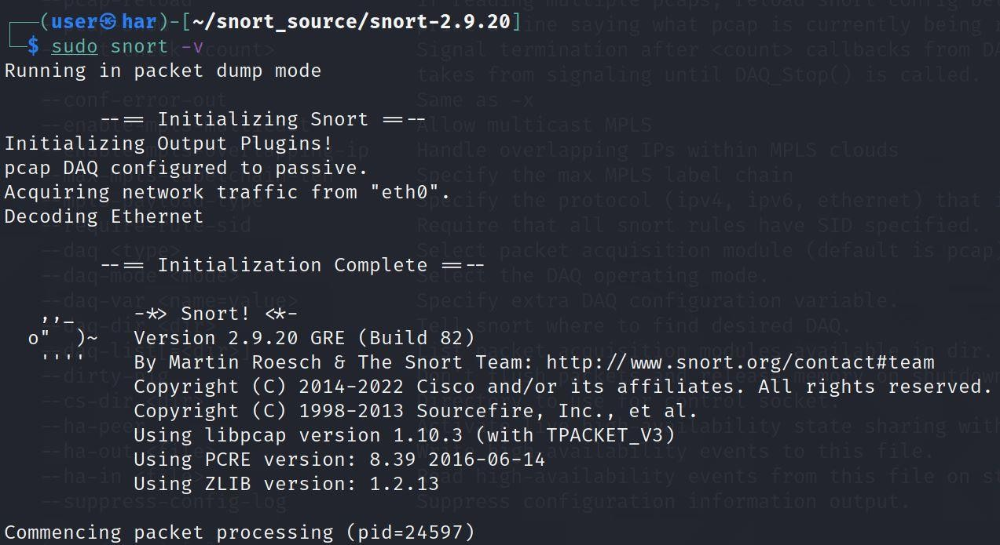 (user㉿har)-[~/snort_source/snort-2.9.20]
$ sudo snort -v
Running in packet dump mode
--== Initializing Snort ==--
Initializing Output Plugins!
pcap DAQ configured to passive.
Acquiring network traffic from "eth0".
Decoding Ethernet
--== Initialization Complete ==--
,,_     -*> Snort! <*-
o"  )~   Version 2.9.20 GRE (Build 82)
''''    By Martin Roesch & The Snort Team: http://www.snort.org/contact#team
Copyright (C) 2014-2022 Cisco and/or its affiliates. All rights reserved.
Copyright (C) 1998-2013 Sourcefire, Inc., et al.
Using libpcap version 1.10.3 (with TPACKET_V3)
Using PCRE version: 8.39 2016-06-14
Using ZLIB version: 1.2.13
Commencing packet processing (pid=24597)